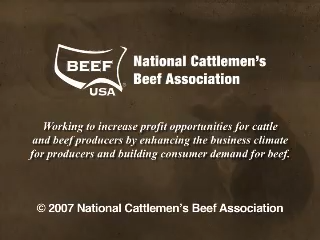 BEEF
USA
National Cattlemen's
Beef Association
Working to increase profit opportunities for cattle
and beef producers by enhancing the business climate
for producers and building consumer demand for beef.
© 2007 National Cattlemen's Beef Association